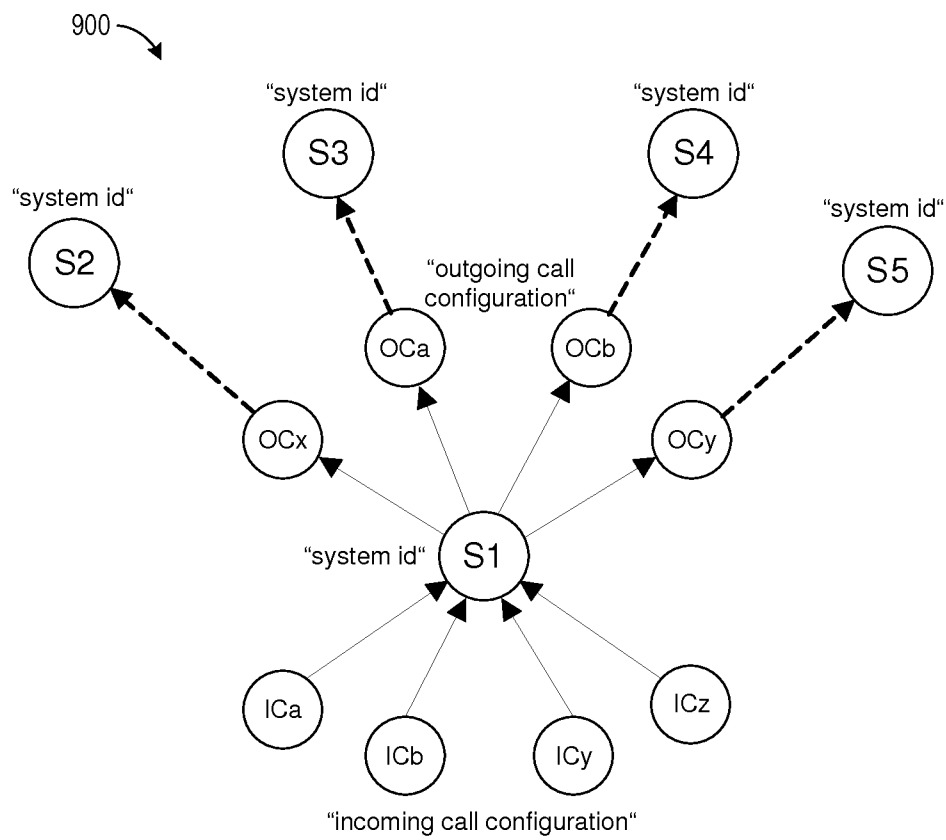 900
“system id“
“system id“
S3
S4
“system id“
“system id“
S2
S5
“outgoing call
configuration“
OCa
OCb
OCx
OCy
“system id“
S1
ICa
ICz
ICb
ICy
“incoming call configuration“